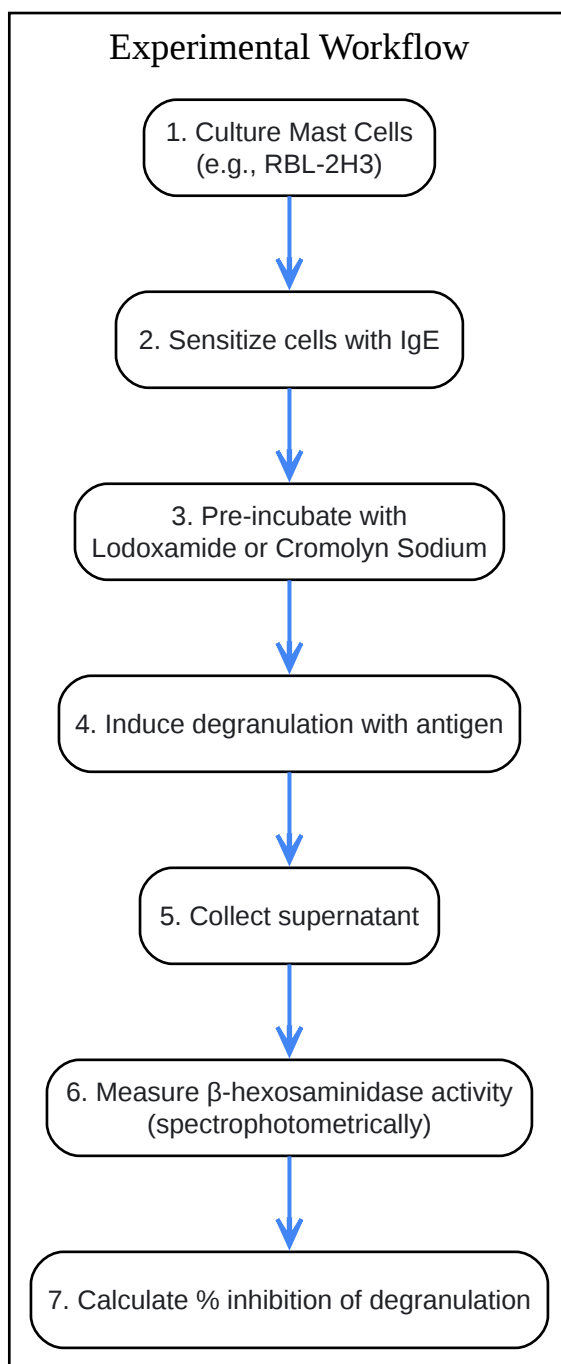 Experimental Workflow
1. Culture Mast Cells
(e.g., RBL-2H3)
2. Sensitize cells with IgE
3. Pre-incubate with
Lodoxamide or Cromolyn Sodium
4. Induce degranulation with antigen
5. Collect supernatant
6. Measure β-hexosaminidase activity
(spectrophotometrically)
7. Calculate % inhibition of degranulation